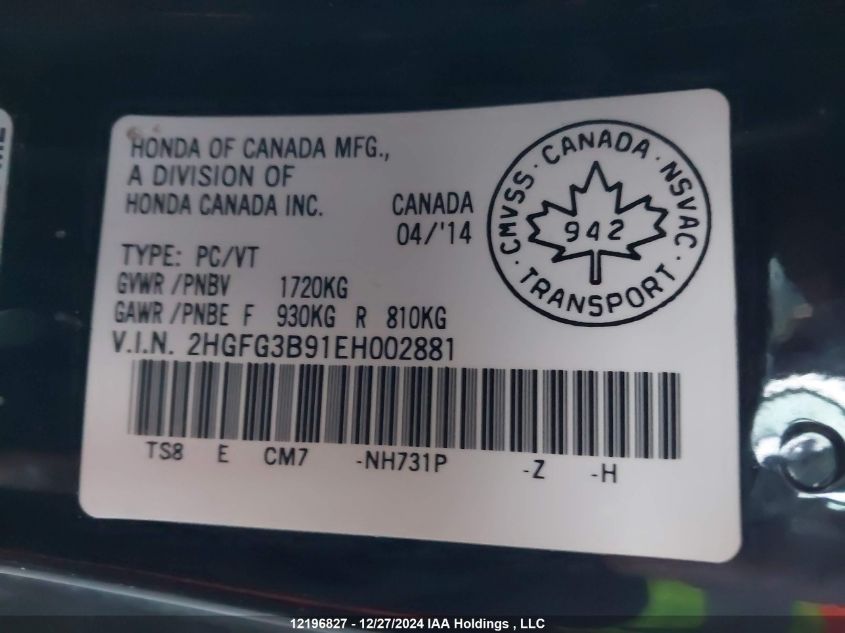 HONDA OF CANADA MFG.,
A DIVISION OF
HONDA CANADA INC. CANADA
04/'14
TYPE: PC/VT
GVWR /PNBV 1720KG
GAWR /PNBE F 930KG R 810KG
V.I.N. 2HGFG3B91EH002881
TS8 E CM7 -NH731P -Z -H
CMVSS · CANADA · NSVAC · TRANSPORT ·
942
12196827 - 12/27/2024 IAA Holdings , LLC